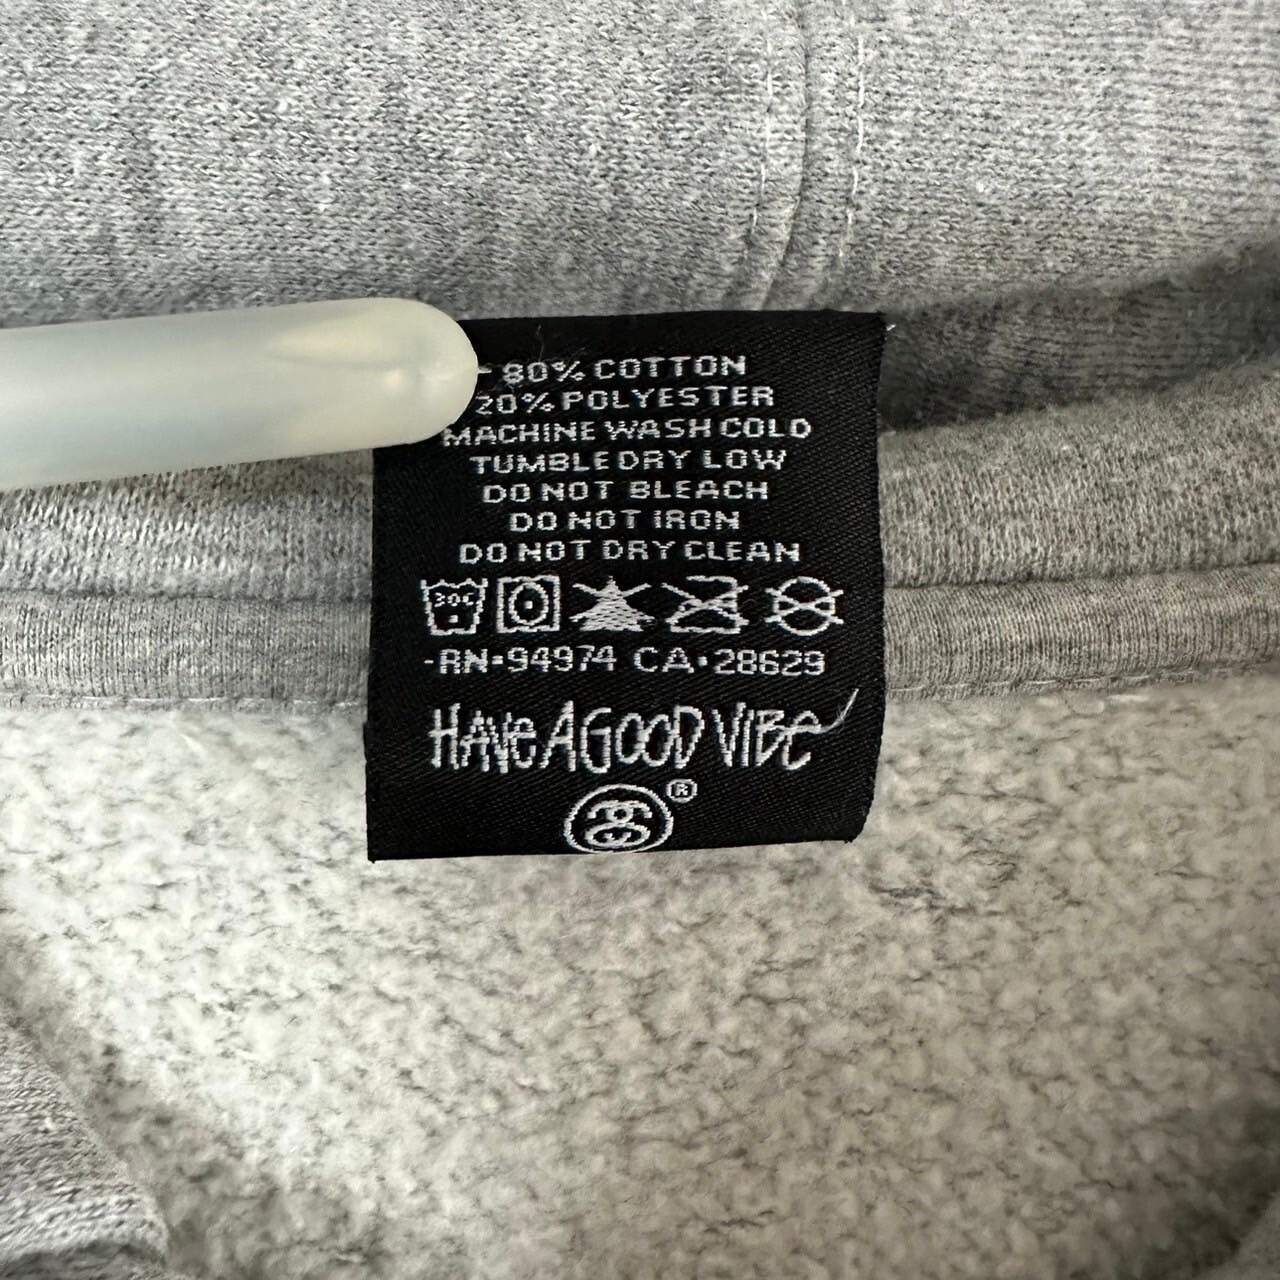 80% COTTON
20% POLYESTER
MACHINE WASH COLD
TUMBLE DRY LOW
DO NOT BLEACH
DO NOT IRON
DO NOT DRY CLEAN
30C
-RN•94974 CA•28629
HAVE A GOOD VIBE
®